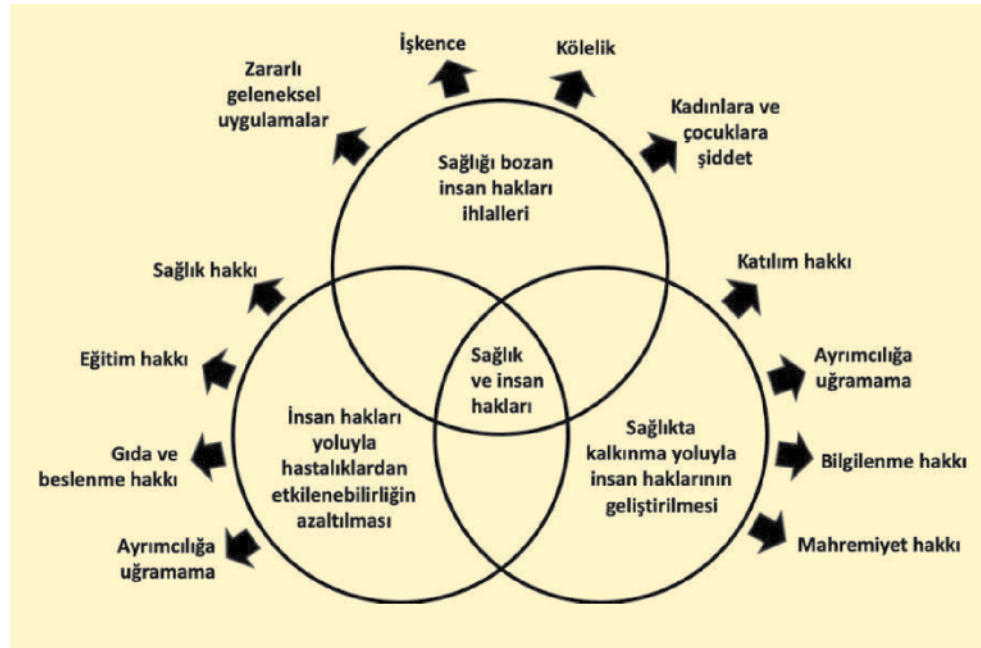 İşkence
Kölelik
Zararlı
geleneksel
uygulamalar
Kadınlara ve
çocuklara
şiddet
Sağlığı bozan
insan hakları
ihlalleri
Sağlık hakkı
Katılım hakkı
Eğitim hakkı
Ayrımcılığa
uğramama
Sağlık
ve insan
hakları
Gıda ve
beslenme hakkı
İnsan hakları
yoluyla
hastalıklardan
etkilenebilirliğin
azaltılması
Sağlıkta
kalkınma yoluyla
insan haklarının
geliştirilmesi
Bilgilenme hakkı
Ayrımcılığa
uğramama
Mahremiyet hakkı